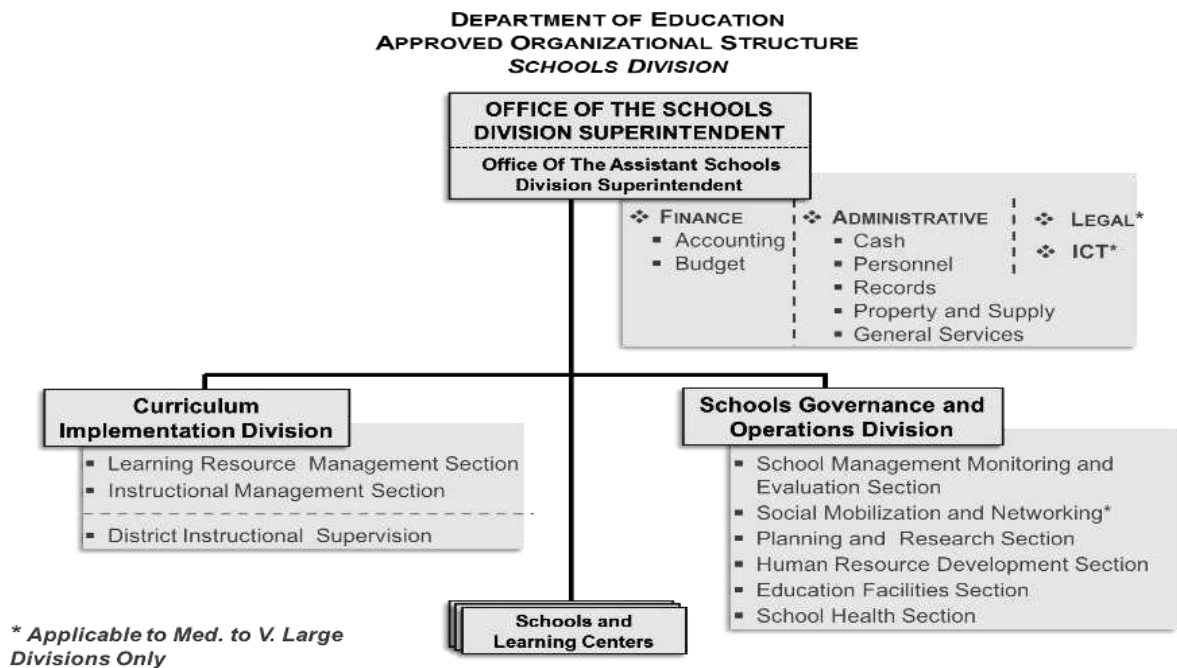 DEPARTMENT OF EDUCATION
APPROVED ORGANIZATIONAL STRUCTURE
SCHOOLS DIVISION
OFFICE OF THE SCHOOLS
DIVISION SUPERINTENDENT
Office Of The Assistant Schools
Division Superintendent
❖ FINANCE
▪ Accounting
▪ Budget
❖ ADMINISTRATIVE
▪ Cash
▪ Personnel
▪ Records
▪ Property and Supply
▪ General Services
❖ LEGAL*
❖ ICT*
Curriculum
Implementation Division
▪ Learning Resource Management Section
▪ Instructional Management Section
▪ District Instructional Supervision
Schools Governance and
Operations Division
▪ School Management Monitoring and
Evaluation Section
▪ Social Mobilization and Networking*
▪ Planning and Research Section
▪ Human Resource Development Section
▪ Education Facilities Section
▪ School Health Section
Schools and
Learning Centers
* Applicable to Med. to V. Large
Divisions Only